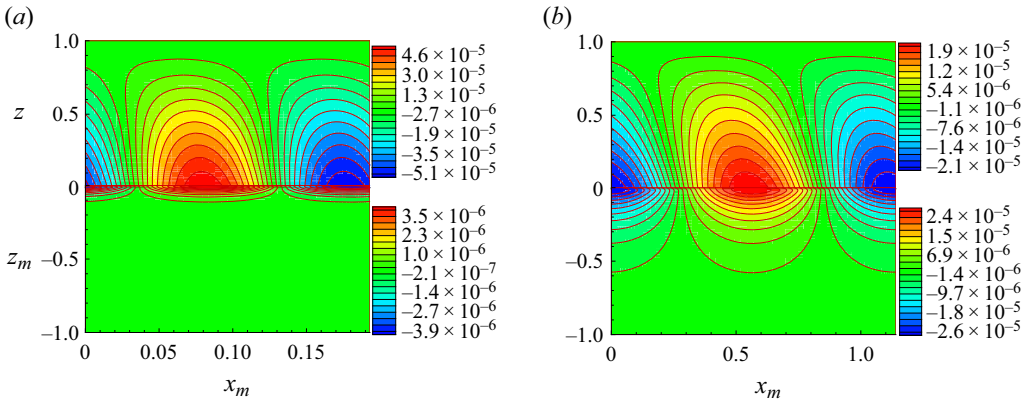 (a)
1.0
z
0.5
0
z_m
–0.5
–1.0
0
0.05
0.10
0.15
x_m
4.6 × 10⁻⁵
3.0 × 10⁻⁵
1.3 × 10⁻⁵
–2.7 × 10⁻⁶
–1.9 × 10⁻⁵
–3.5 × 10⁻⁵
–5.1 × 10⁻⁵
3.5 × 10⁻⁶
2.3 × 10⁻⁶
1.0 × 10⁻⁶
–2.1 × 10⁻⁷
–1.4 × 10⁻⁶
–2.7 × 10⁻⁶
–3.9 × 10⁻⁶
(b)
1.0
0.5
0
–0.5
–1.0
0
0.5
1.0
x_m
1.9 × 10⁻⁵
1.2 × 10⁻⁵
5.4 × 10⁻⁶
–1.1 × 10⁻⁶
–7.6 × 10⁻⁶
–1.4 × 10⁻⁵
–2.1 × 10⁻⁵
2.4 × 10⁻⁵
1.5 × 10⁻⁵
6.9 × 10⁻⁶
–1.4 × 10⁻⁶
–9.7 × 10⁻⁶
–1.8 × 10⁻⁵
–2.6 × 10⁻⁵